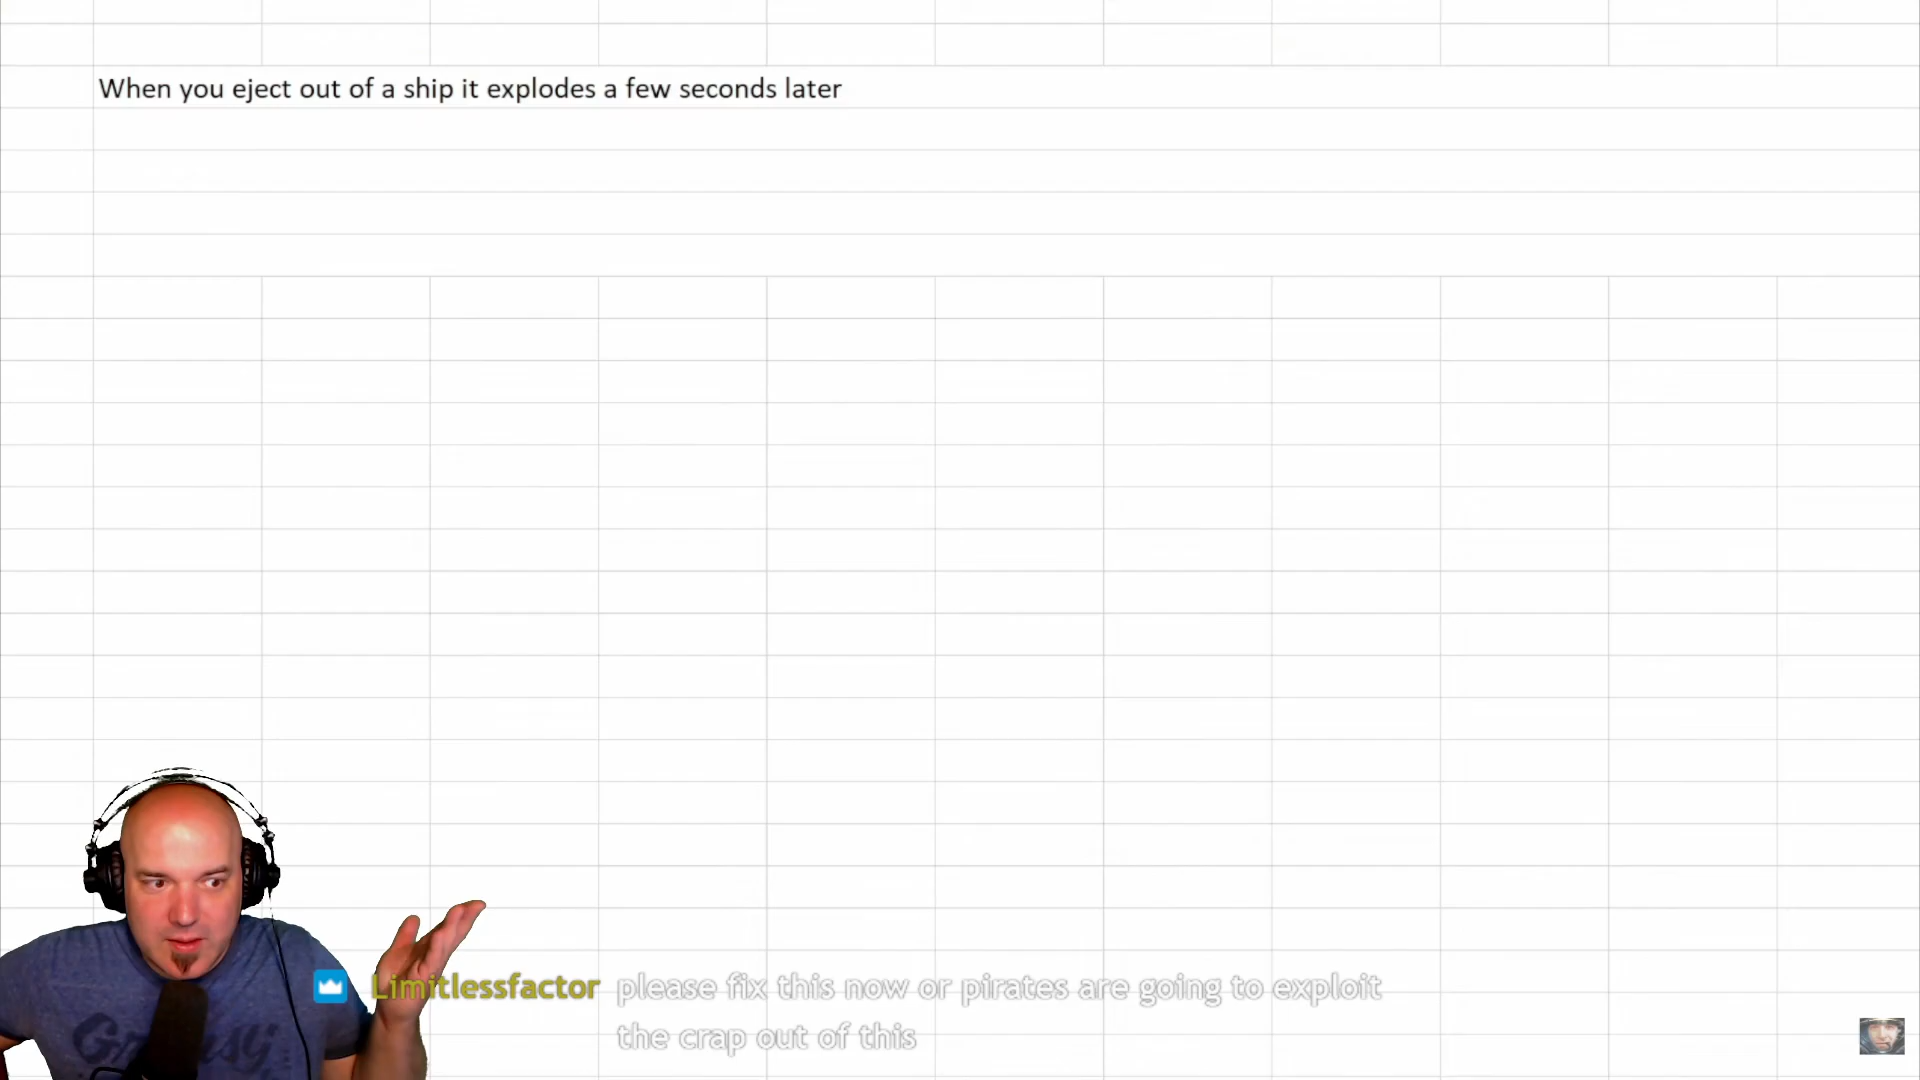 When you eject out of a ship it explodes a few seconds later
Limitlessfactor please fix this now or pirates are going to exploit
the crap out of this